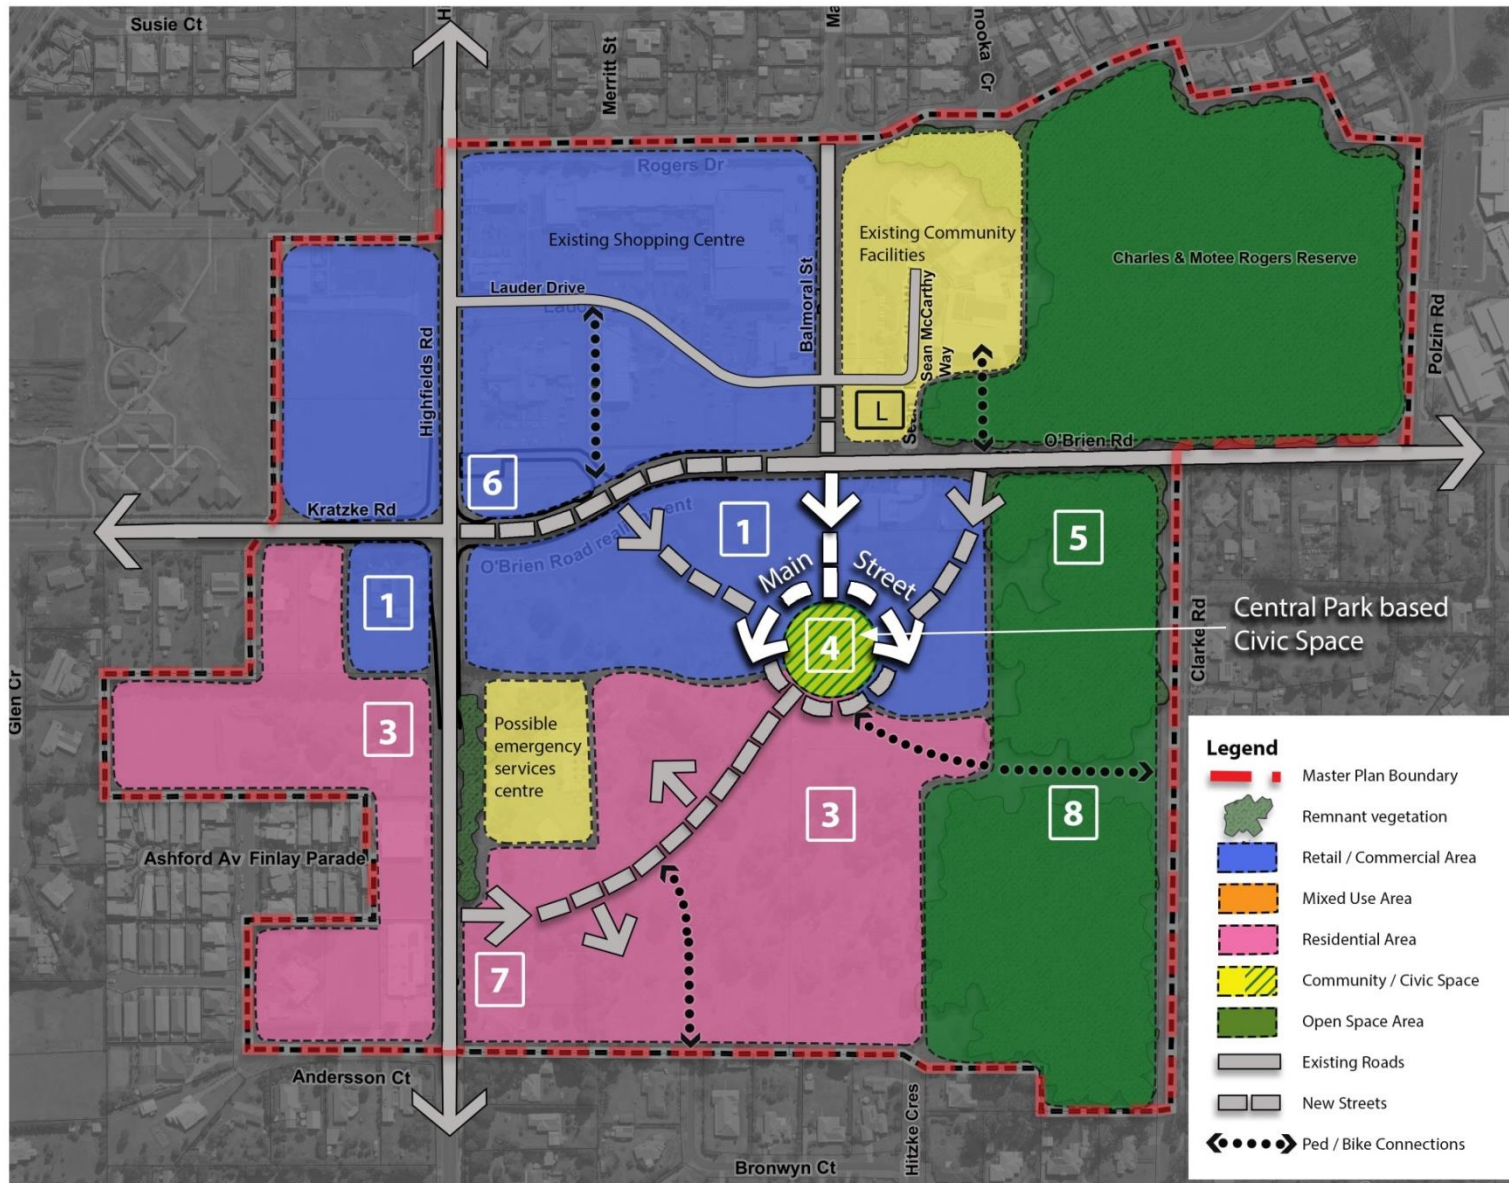 Susie Ct
H
Merritt St
Ma
nooka Cr
Rogers Dr
Existing Shopping Centre
Existing Community
Facilities
Charles & Motee Rogers Reserve
Lauder Drive
Balmoral St
Sean McCarthy
Way
Highfields Rd
Polzin Rd
L
O'Brien Rd
6
Kratzke Rd
O'Brien Road realignment
1
5
Main Street
1
4
Central Park based
Civic Space
Clarke Rd
Glen Cr
3
Possible
emergency
services
centre
3
8
Ashford Av
Finlay Parade
7
Andersson Ct
Hitzke Cres
Bronwyn Ct
Legend
Master Plan Boundary
Remnant vegetation
Retail / Commercial Area
Mixed Use Area
Residential Area
Community / Civic Space
Open Space Area
Existing Roads
New Streets
Ped / Bike Connections